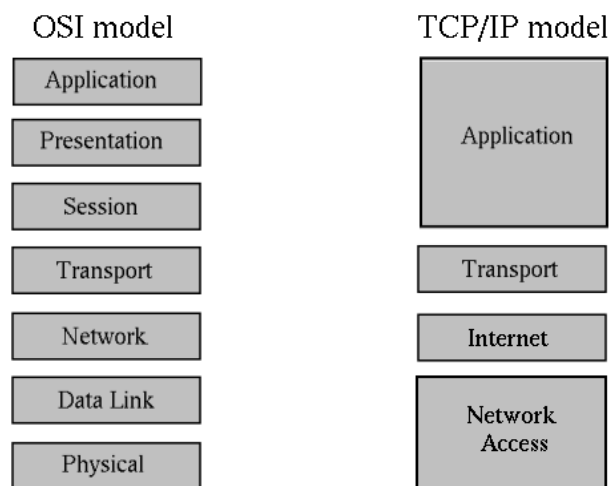 OSI model
Application
Presentation
Session
Transport
Network
Data Link
Physical
TCP/IP model
Application
Transport
Internet
Network
Access